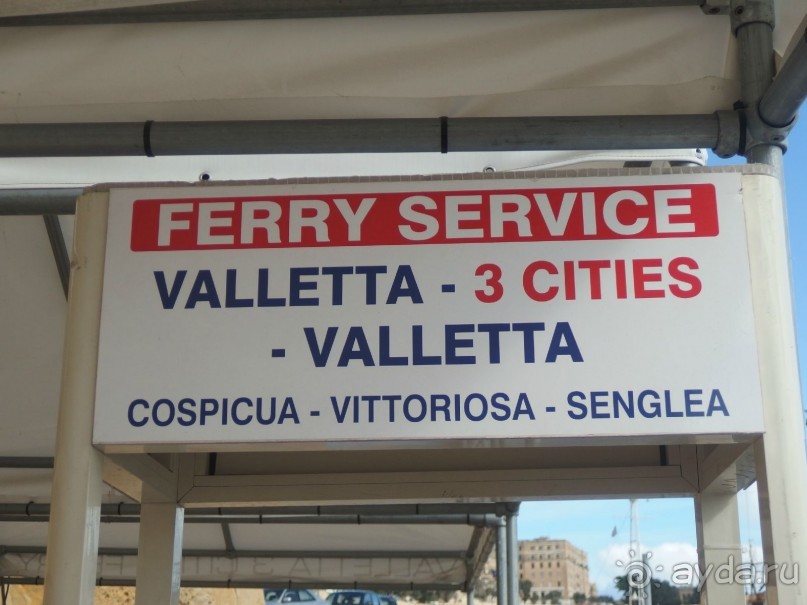 FERRY SERVICE
VALLETTA - 3 CITIES
- VALLETTA
COSPICUA - VITTORIOSA - SENGLEA
ayda.ru